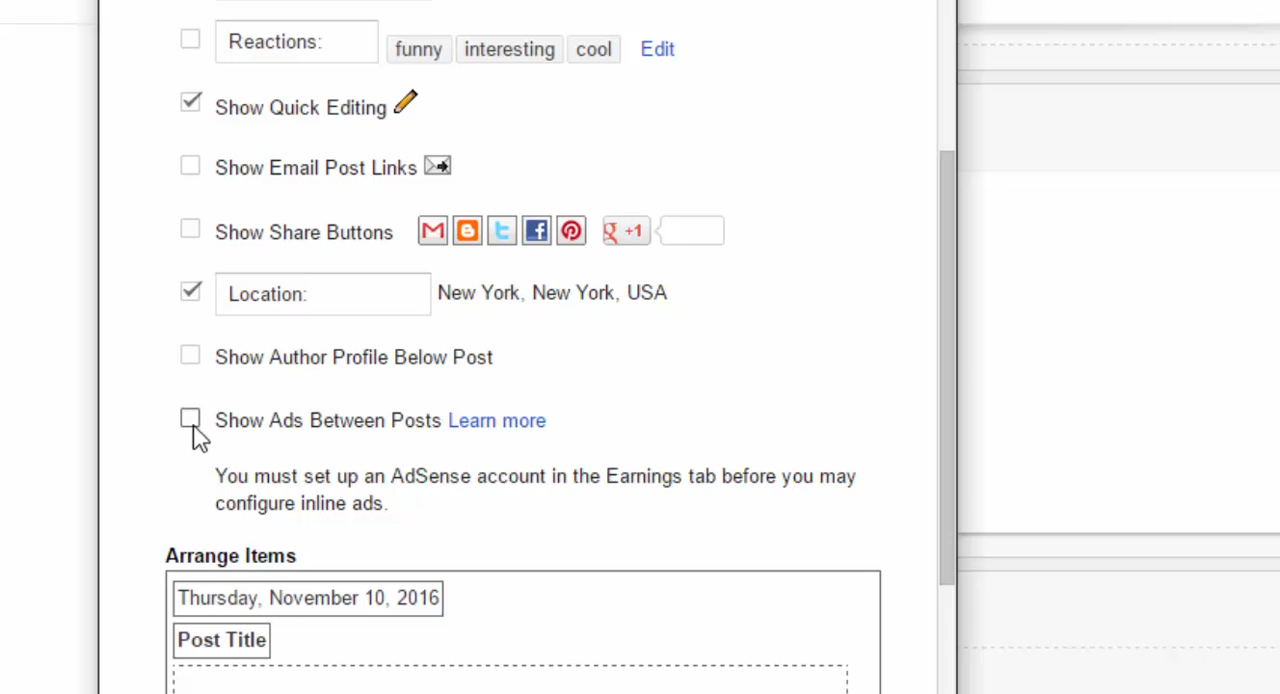 Reactions: funny interesting cool Edit
Show Quick Editing
Show Email Post Links
Show Share Buttons g +1
Location: New York, New York, USA
Show Author Profile Below Post
Show Ads Between Posts Learn more
You must set up an AdSense account in the Earnings tab before you may
configure inline ads.
Arrange Items
Thursday, November 10, 2016
Post Title